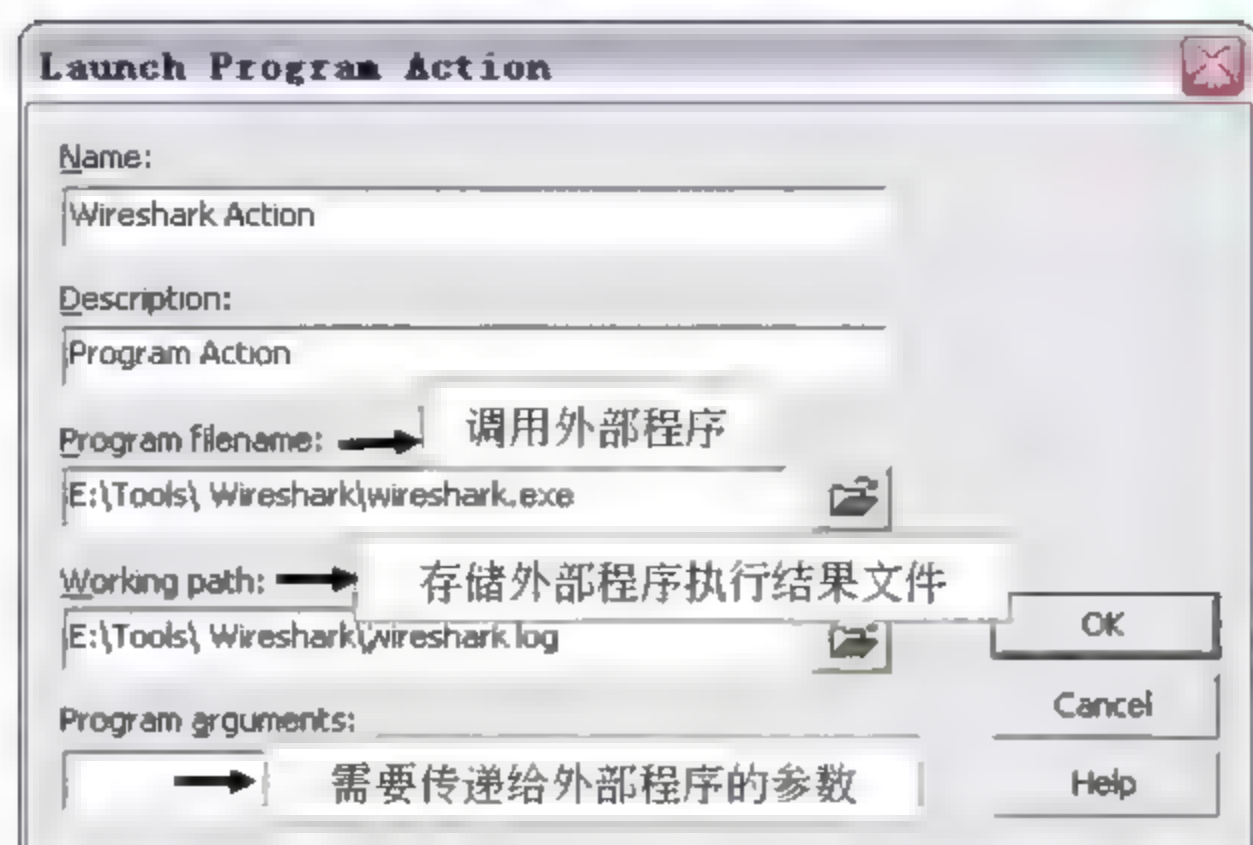 Launch Program Action
Name:
Wireshark Action
Description:
Program Action
Program filename:
调用外部程序
E:\Tools\ Wireshark\wireshark.exe
Working path:
存储外部程序执行结果文件
E:\Tools\ Wireshark\wireshark.log
OK
Program arguments:
Cancel
需要传递给外部程序的参数
Help